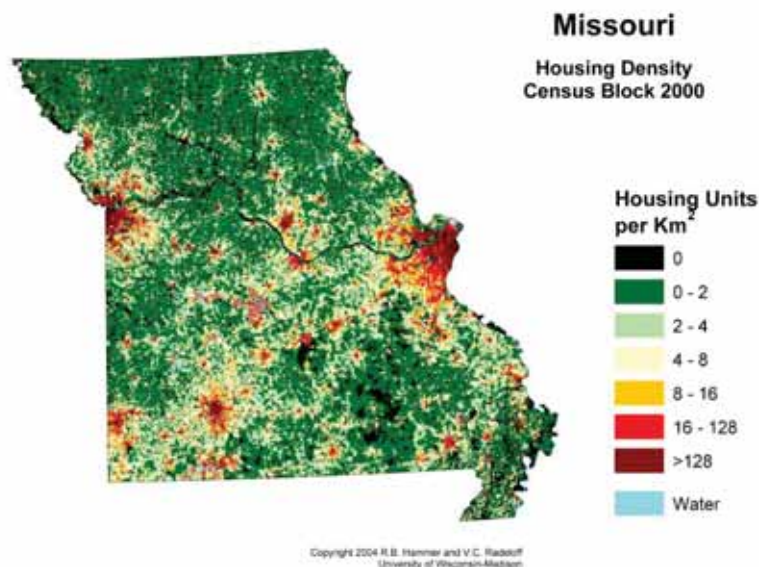 Missouri
Housing Density
Census Block 2000
Housing Units
per Km²
0
0 - 2
2 - 4
4 - 8
8 - 16
16 - 128
>128
Water
Copyright 2004 R.B. Hammer and V.C. Radeloff
University of Wisconsin-Madison